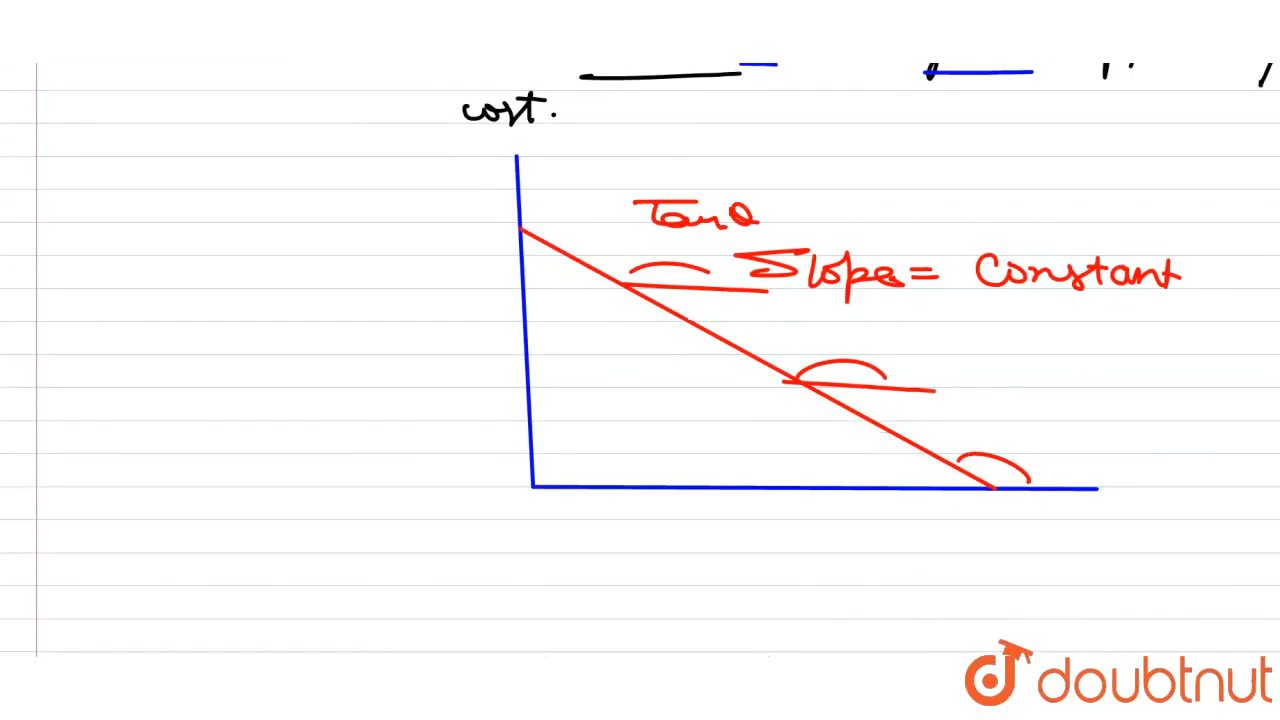 cost.
Tanθ
Slope = Constant
doubtnut